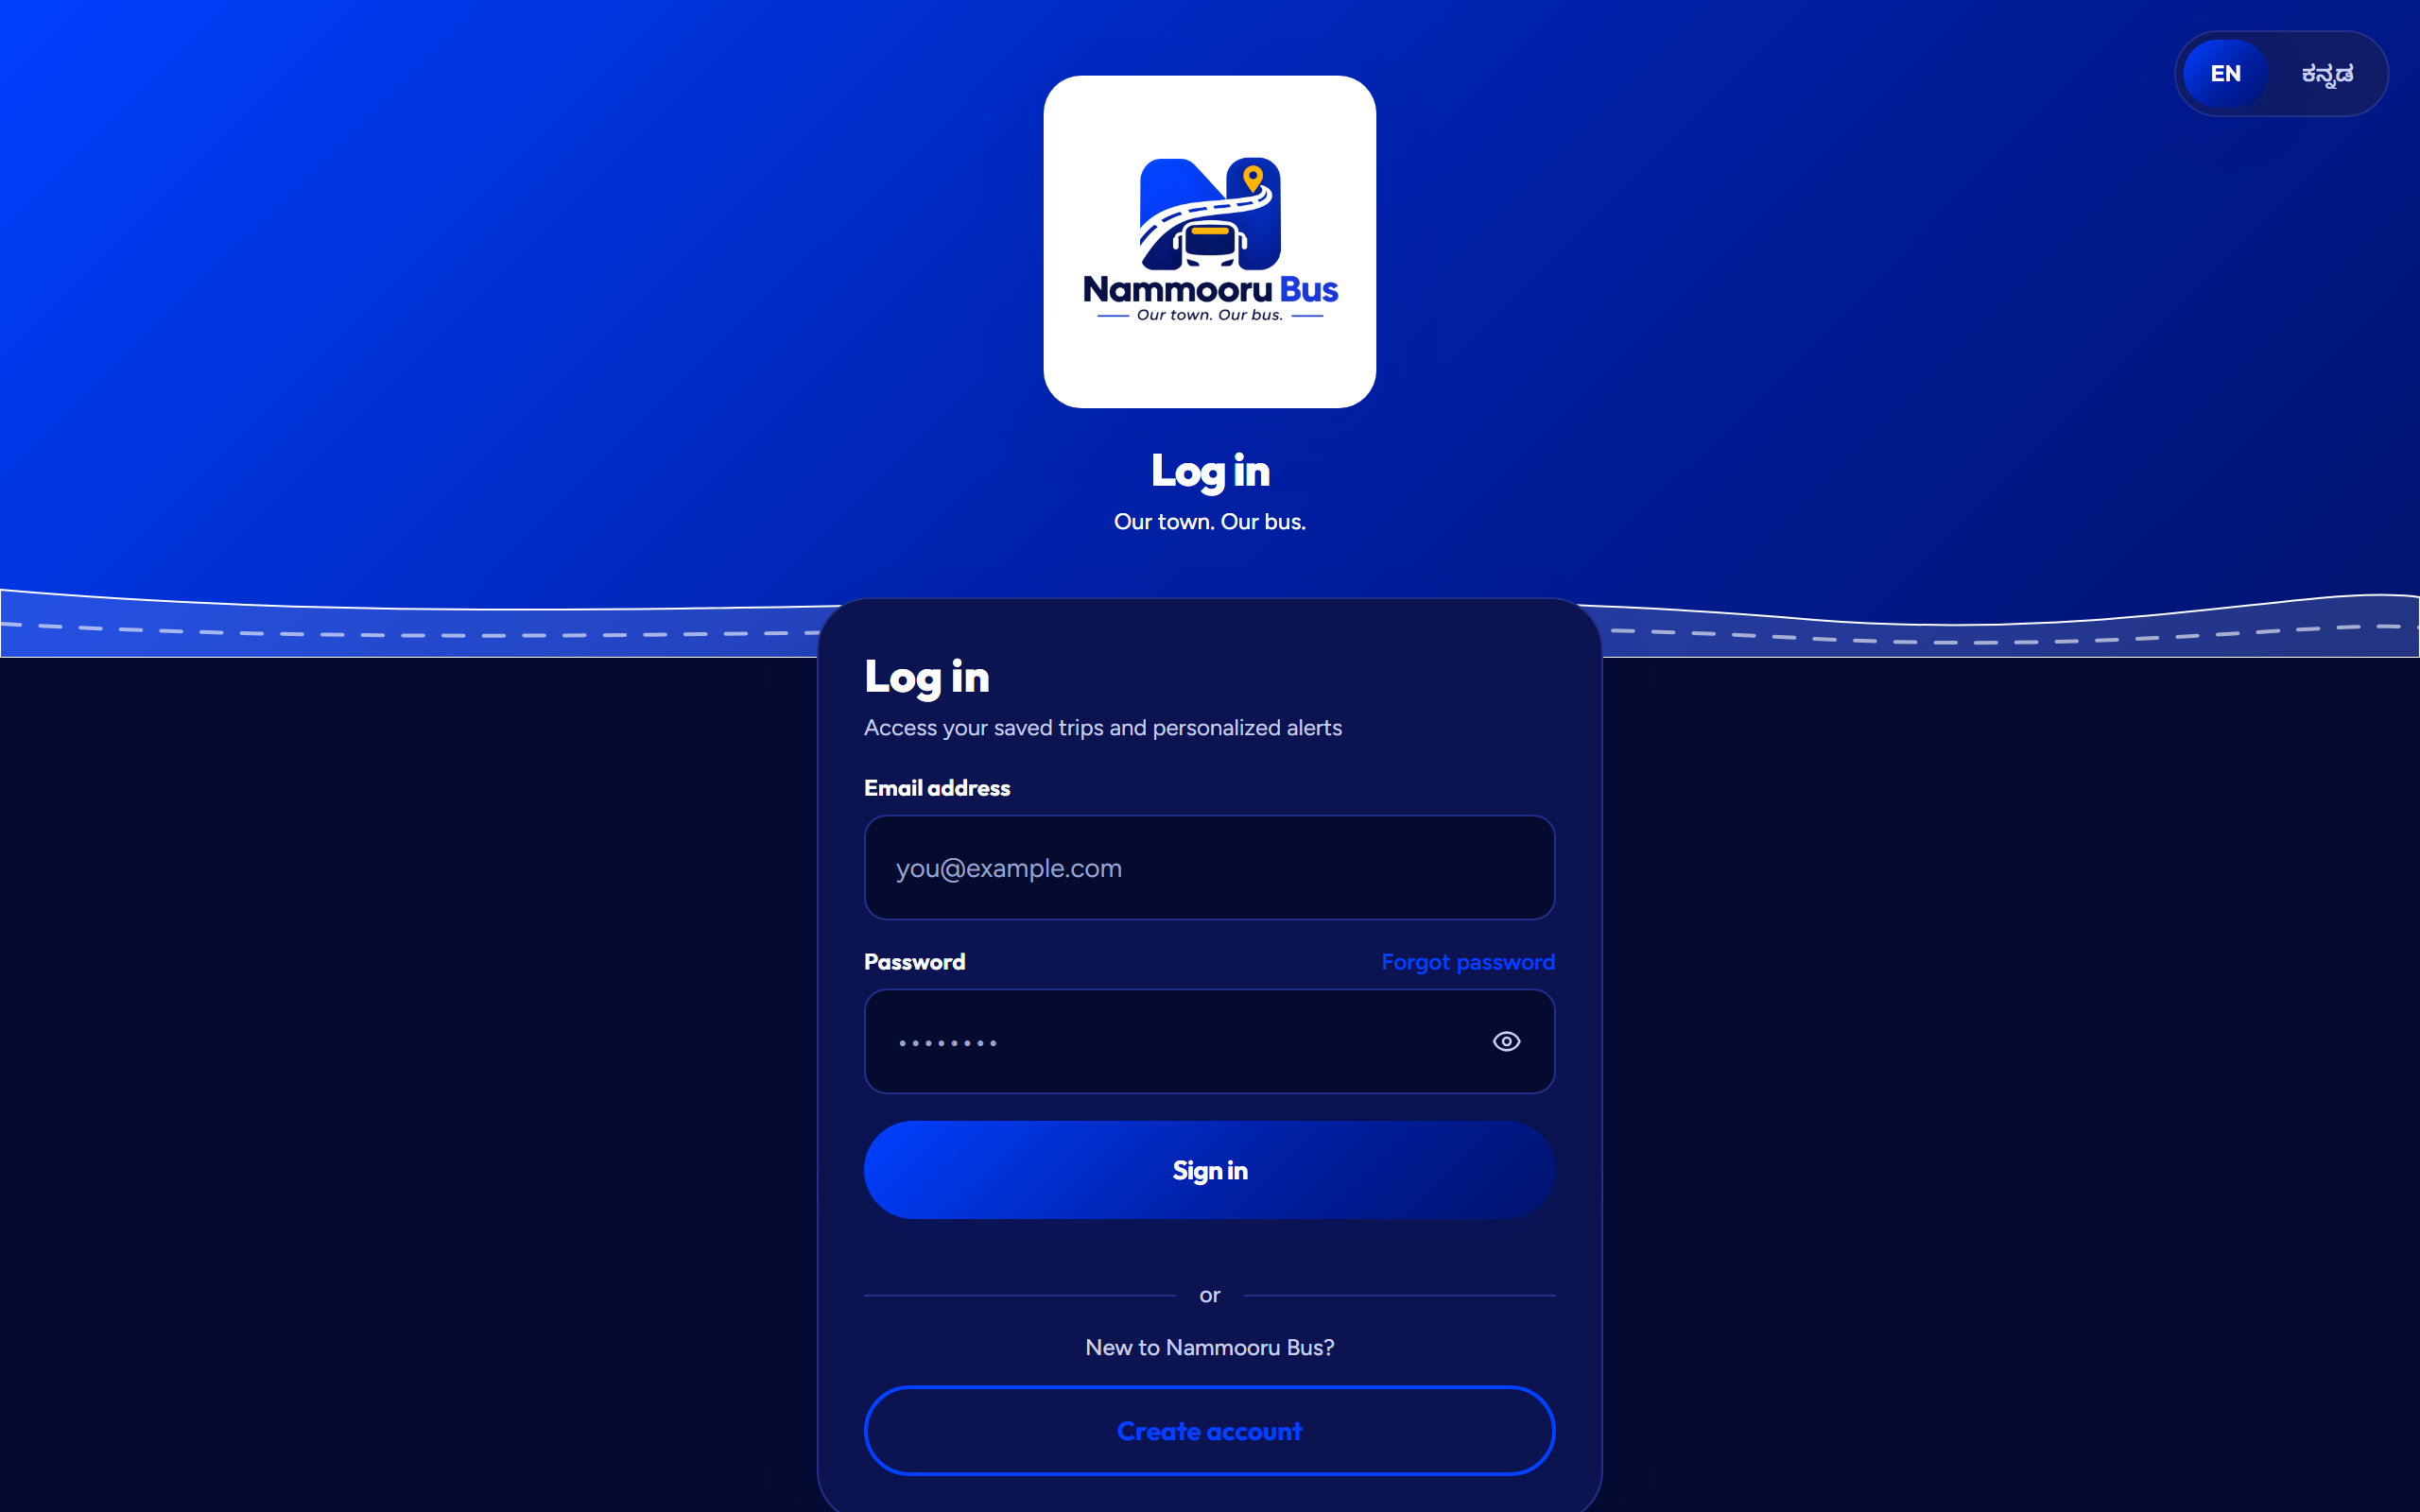 EN
ಕನ್ನಡ
Nammooru Bus
Our town. Our bus.
Log in
Our town. Our bus.
Log in
Access your saved trips and personalized alerts
Email address
you@example.com
Password
Forgot password
••••••••
Sign in
or
New to Nammooru Bus?
Create account